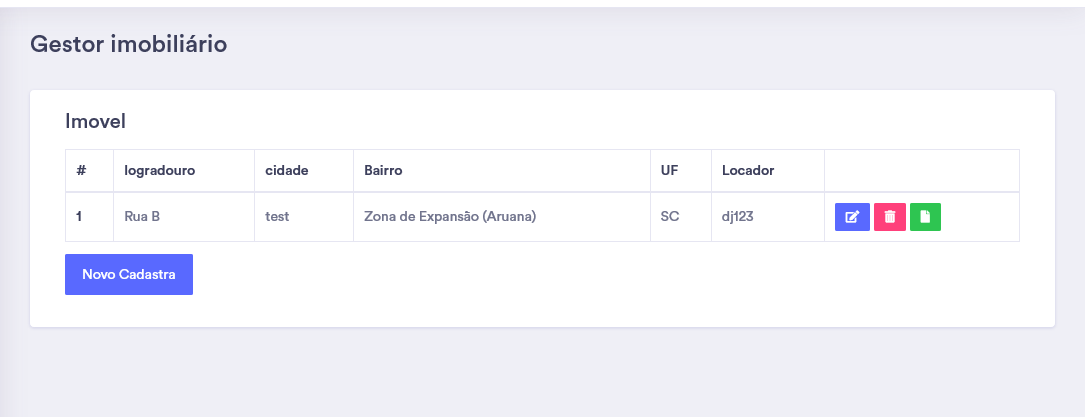 Gestor imobiliário
Imovel
# logradouro cidade Bairro UF Locador
1 Rua B test Zona de Expansão (Aruana) SC dj123
Novo Cadastra